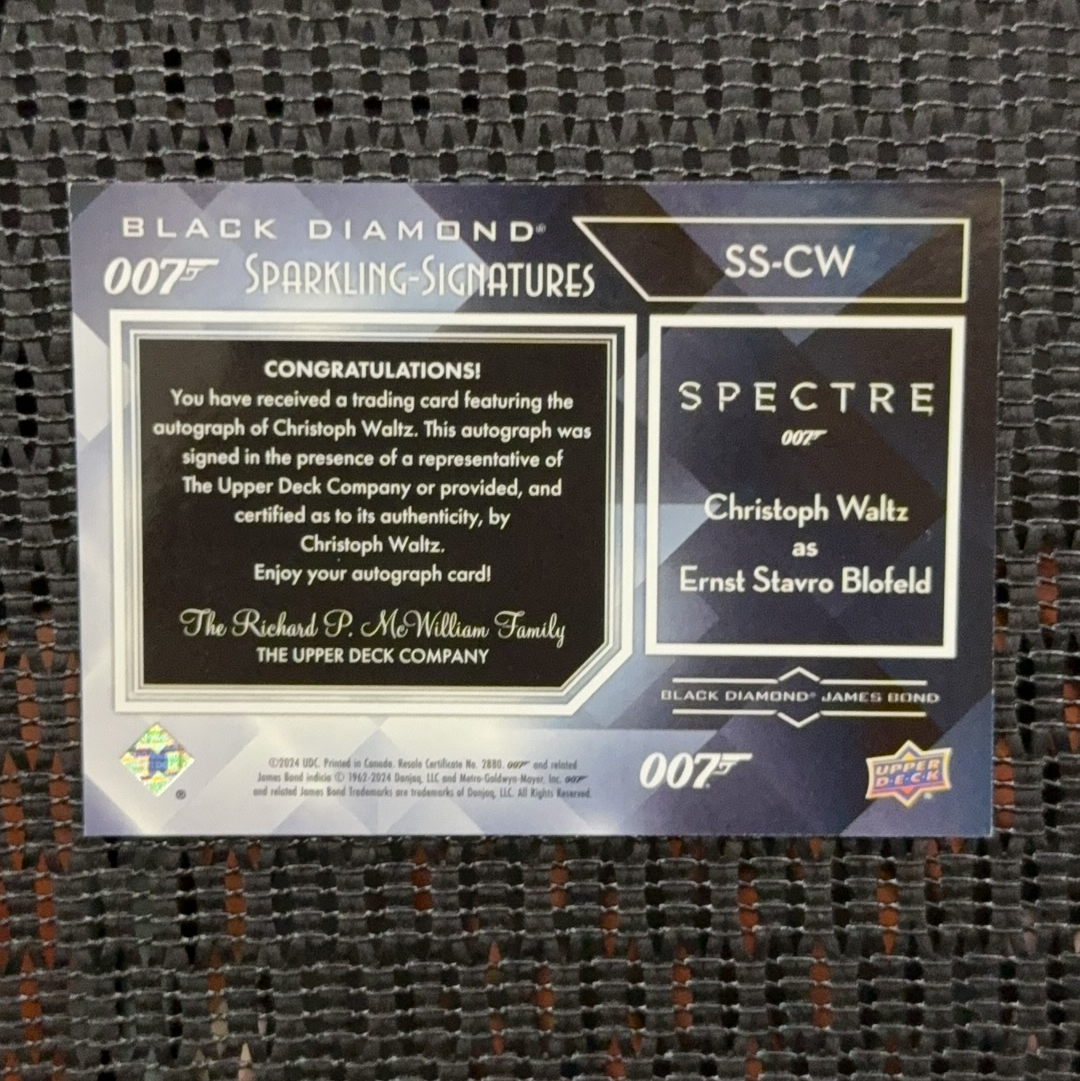 BLACK DIAMOND®
007 SPARKLING-SIGNATURES
SS-CW
CONGRATULATIONS!
You have received a trading card featuring the
autograph of Christoph Waltz. This autograph was
signed in the presence of a representative of
The Upper Deck Company or provided, and
certified as to its authenticity, by
Christoph Waltz.
Enjoy your autograph card!
The Richard P. McWilliam Family
THE UPPER DECK COMPANY
SPECTRE
007
Christoph Waltz
as
Ernst Stavro Blofeld
BLACK DIAMOND® JAMES BOND
®
©2024 UDC. Printed in Canada. Resale Certificate No. 2880. 007 and related
James Bond indicia © 1962-2024 Danjaq, LLC and Metro-Goldwyn-Mayer, Inc. 007
and related James Bond Trademarks are trademarks of Danjaq, LLC. All Rights Reserved.
007
UPPER
D·E·C·K